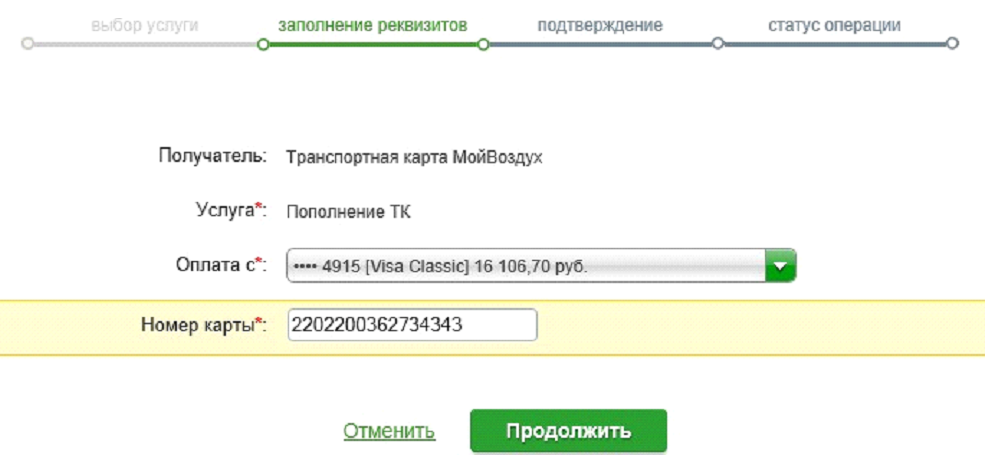 выбор услуги заполнение реквизитов подтверждение статус операции
Получатель: Транспортная карта МойВоздух
Услуга*: Пополнение ТК
Оплата с*: •••• 4915 [Visa Classic] 16 106,70 руб.
Номер карты*: 2202200362734343
Отменить Продолжить